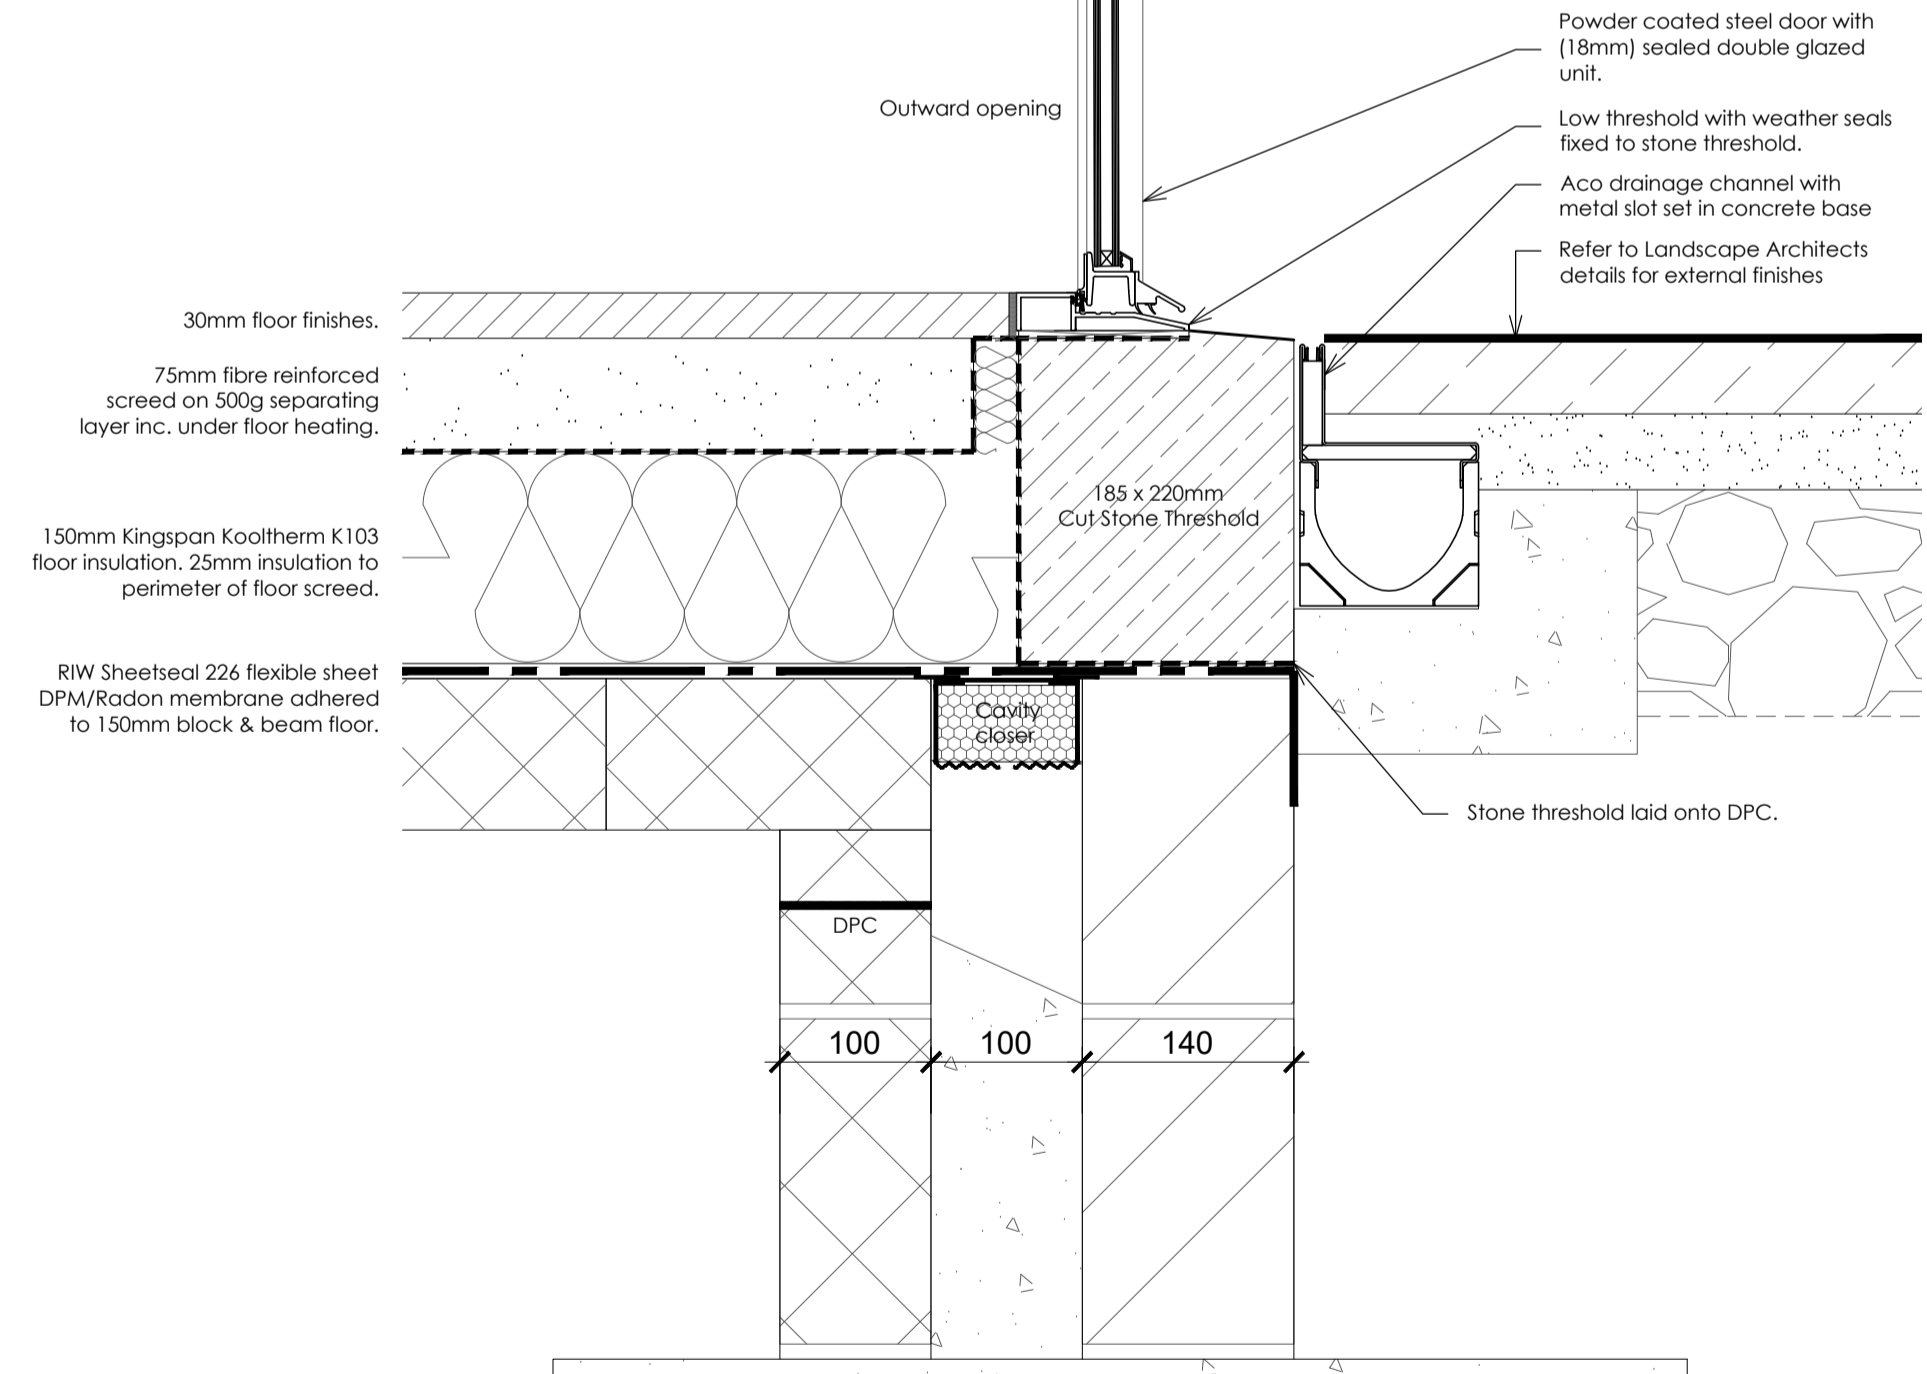 Powder coated steel door with
(18mm) sealed double glazed
unit.
Outward opening
Low threshold with weather seals
fixed to stone threshold.
Aco drainage channel with
metal slot set in concrete base
Refer to Landscape Architects
details for external finishes
30mm floor finishes.
75mm fibre reinforced
screed on 500g separating
layer inc. under floor heating.
185 x 220mm
Cut Stone Threshold
150mm Kingspan Kooltherm K103
floor insulation. 25mm insulation to
perimeter of floor screed.
RIW Sheetseal 226 flexible sheet
DPM/Radon membrane adhered
to 150mm block & beam floor.
Cavity
closer
Stone threshold laid onto DPC.
DPC
100
100
140